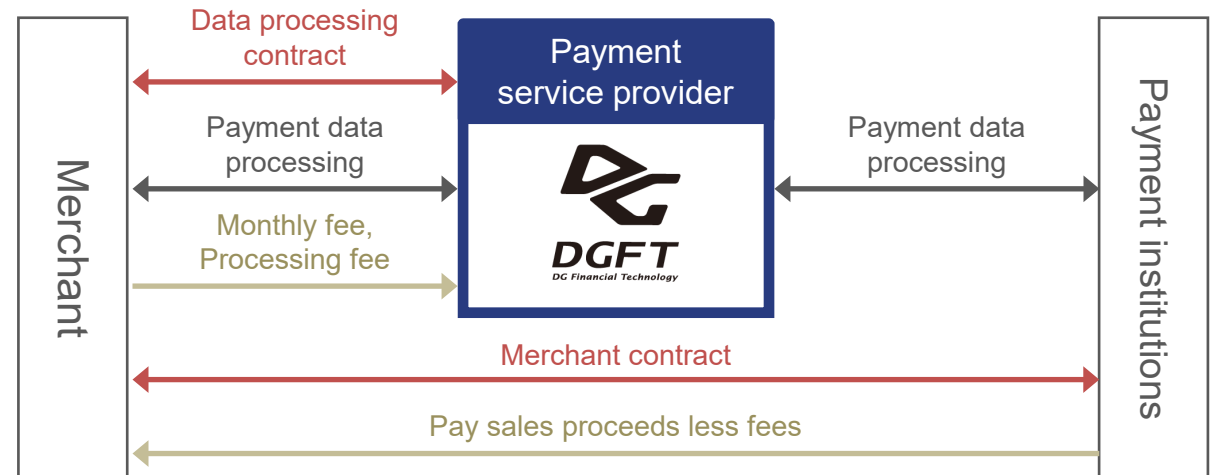 Data processing
contract
Payment
service provider
Payment data
processing
Payment data
processing
Merchant
Payment institutions
Monthly fee,
Processing fee
DGFT
DG Financial Technology
Merchant contract
Pay sales proceeds less fees